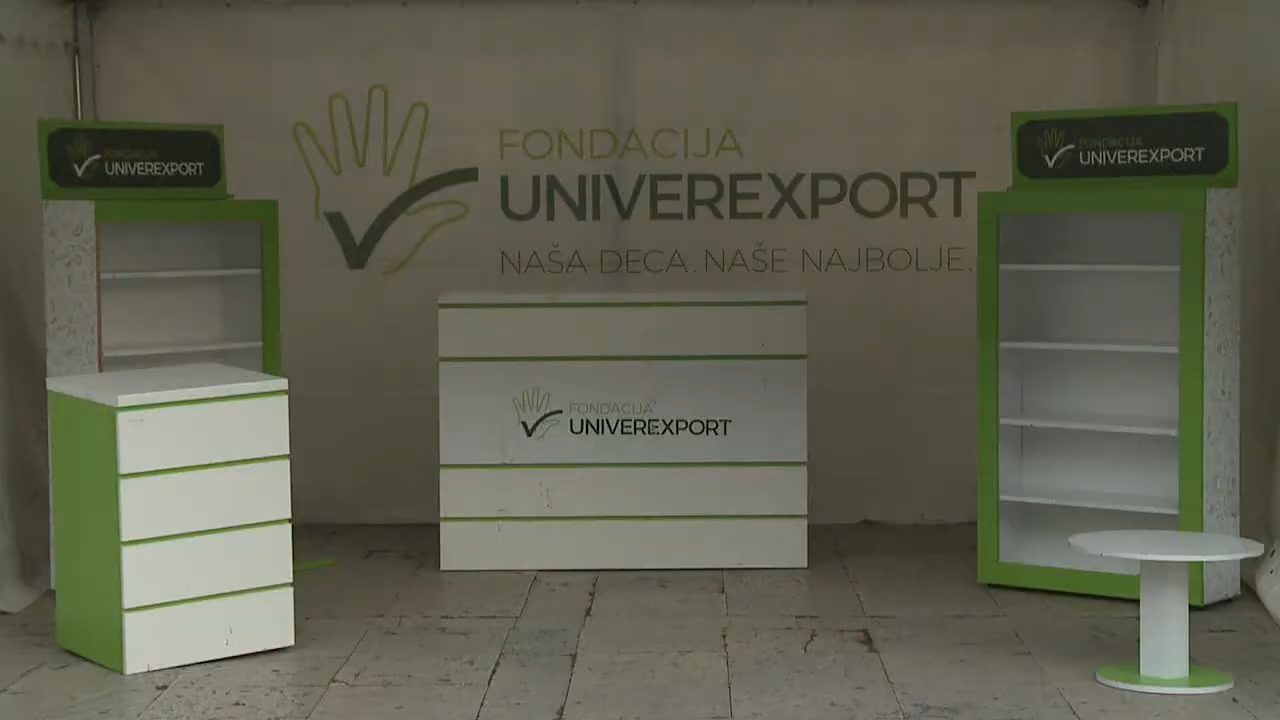 FONDACIJA
UNIVEREXPORT
NAŠA DECA. NAŠE NAJBOLJE.
FONDACIJA
UNIVEREXPORT
FONDACIJA
UNIVEREXPORT
FONDACIJA
UNIVEREXPORT